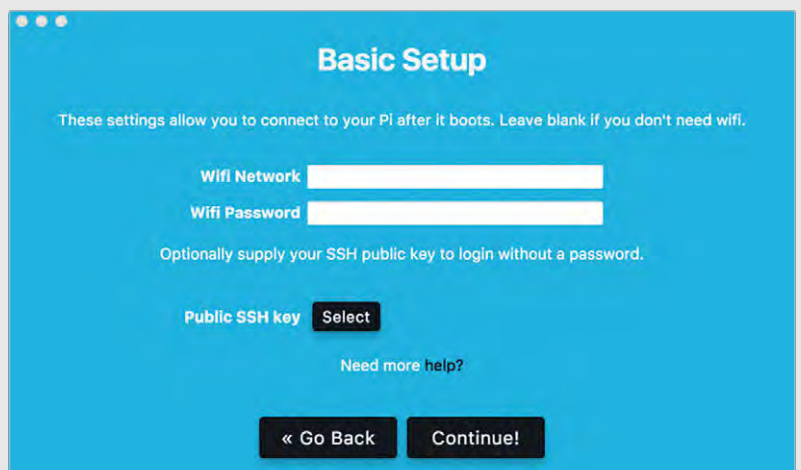 Basic Setup
These settings allow you to connect to your Pi after it boots. Leave blank if you don't need wifi.
Wifi Network
Wifi Password
Optionally supply your SSH public key to login without a password.
Public SSH key Select
Need more help?
« Go Back Continue!